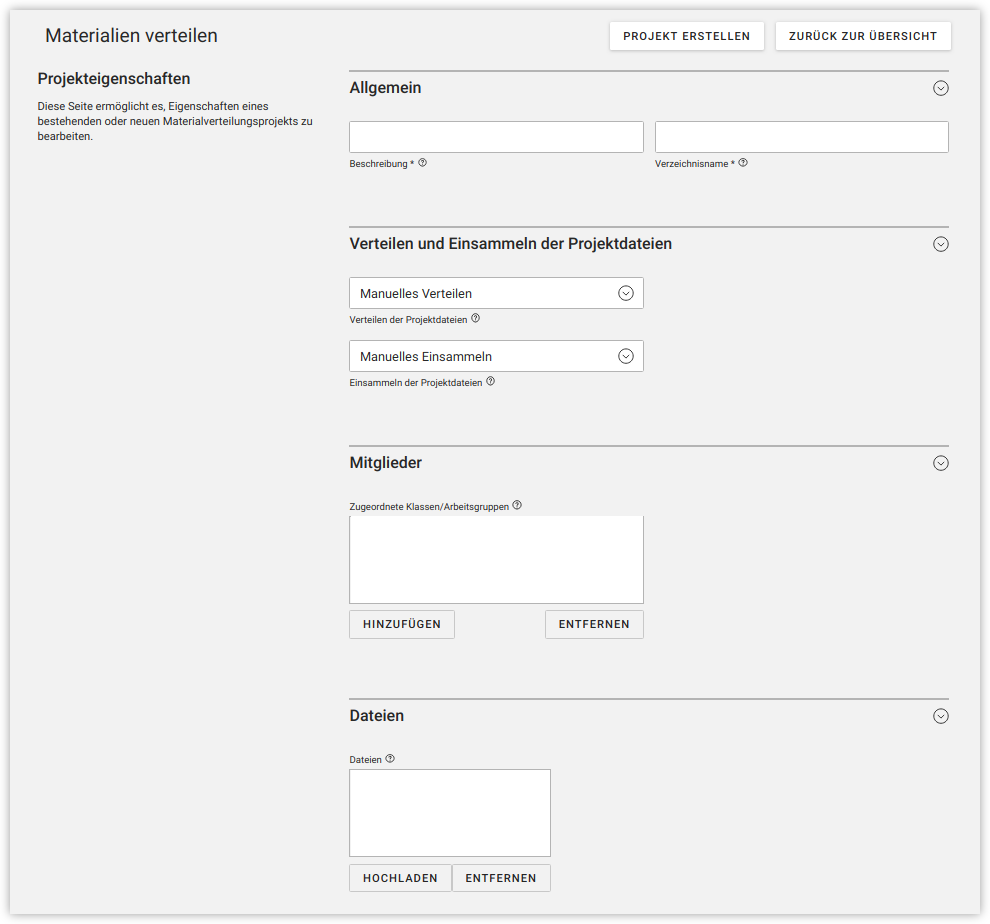 Materialien verteilen
PROJEKT ERSTELLEN
ZURÜCK ZUR ÜBERSICHT
Projekteigenschaften
Diese Seite ermöglicht es, Eigenschaften eines
bestehenden oder neuen Materialverteilungsprojekts zu
bearbeiten.
Allgemein
Beschreibung *
Verzeichnisname *
Verteilen und Einsammeln der Projektdateien
Manuelles Verteilen
Verteilen der Projektdateien
Manuelles Einsammeln
Einsammeln der Projektdateien
Mitglieder
Zugeordnete Klassen/Arbeitsgruppen
HINZUFÜGEN
ENTFERNEN
Dateien
Dateien
HOCHLADEN
ENTFERNEN